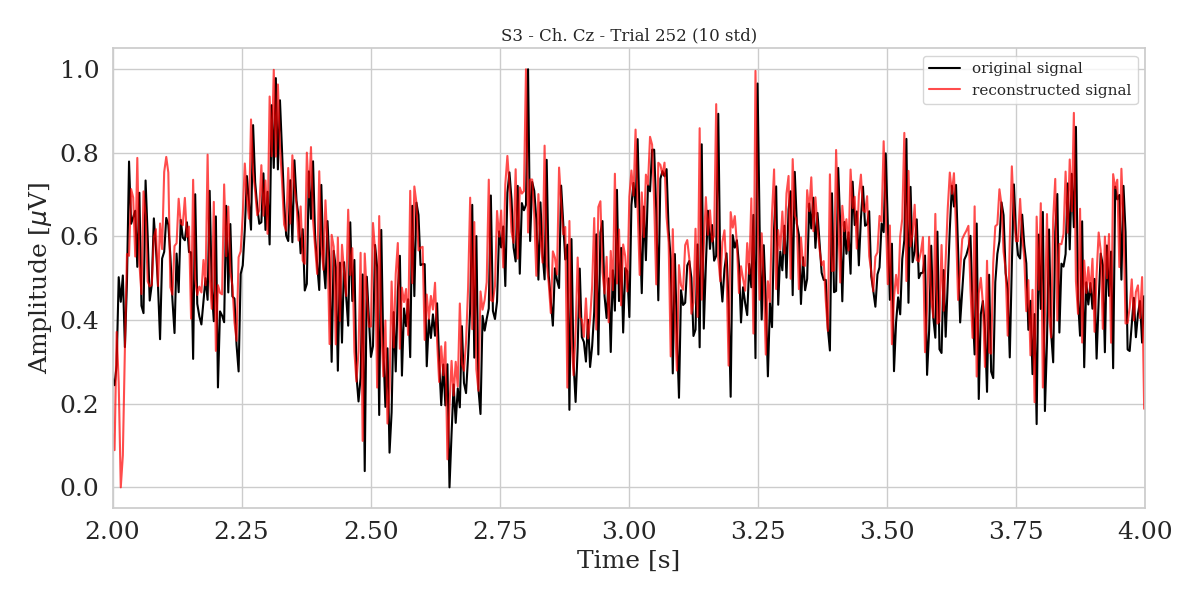 S3 - Ch. Cz - Trial 252 (10 std)
original signal
reconstructed signal
Amplitude [μV]
1.0
0.8
0.6
0.4
0.2
0.0
2.00 2.25 2.50 2.75 3.00 3.25 3.50 3.75 4.00
Time [s]